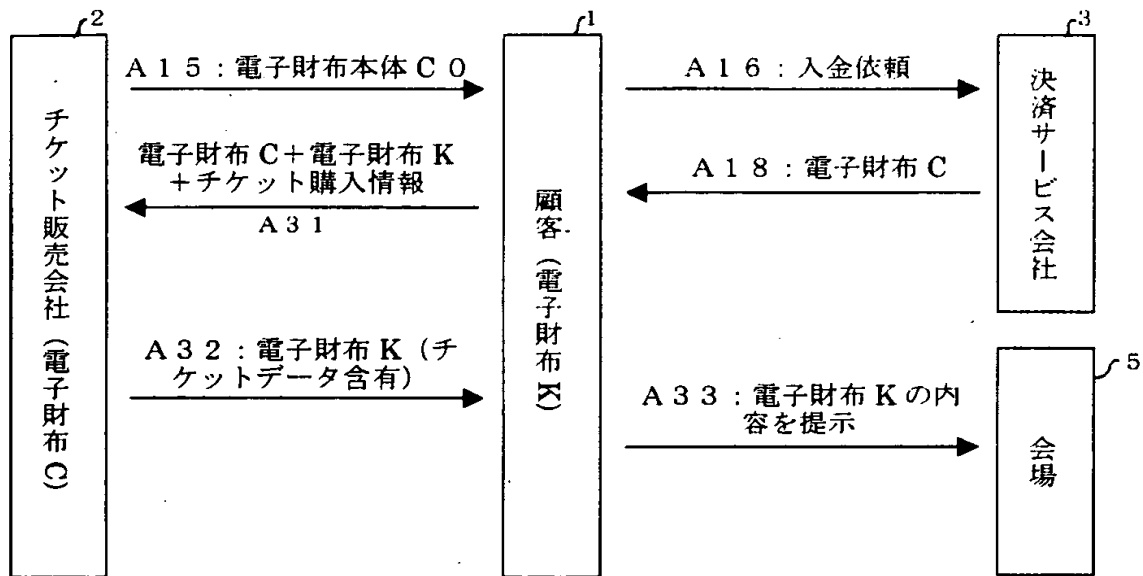 2
チケット販売会社（電子財布C）
A15：電子財布本体C0
電子財布C＋電子財布K
＋チケット購入情報
A31
A32：電子財布K（チ
ケットデータ含有）
1
顧客（電子財布K）
A16：入金依頼
A18：電子財布C
A33：電子財布Kの内
容を提示
3
決済サービス会社
5
会場